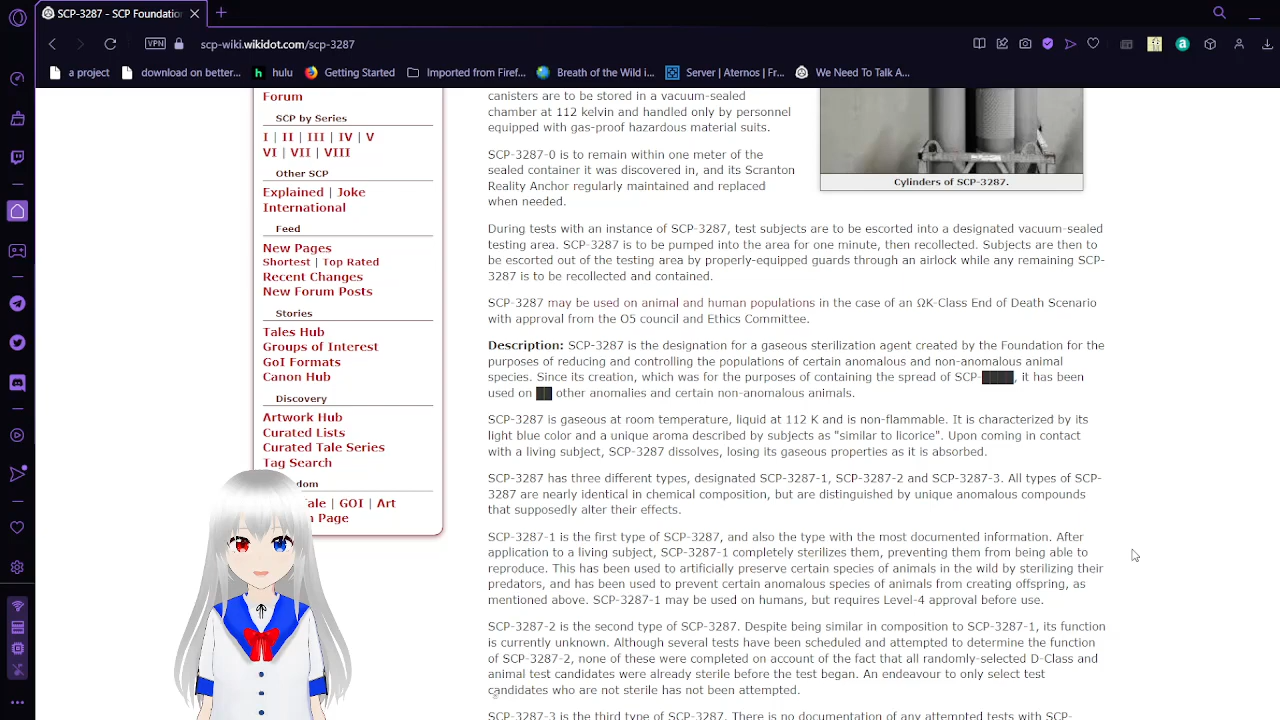 SCP-3287 - SCP Foundation
VPN
scp-wiki.wikidot.com/scp-3287
a project
download on better...
hulu
Getting Started
Imported from Firef...
Breath of the Wild i...
Server | Aternos | Fr...
We Need To Talk A...
Forum
SCP by Series
I | II | III | IV | V
VI | VII | VIII
Other SCP
Explained | Joke
International
Feed
New Pages
Shortest | Top Rated
Recent Changes
New Forum Posts
Stories
Tales Hub
Groups of Interest
GoI Formats
Canon Hub
Discovery
Artwork Hub
Curated Lists
Curated Tale Series
Tag Search
dom
ale | GOI | Art
Page
canisters are to be stored in a vacuum-sealed
chamber at 112 kelvin and handled only by personnel
equipped with gas-proof hazardous material suits.
SCP-3287-0 is to remain within one meter of the
sealed container it was discovered in, and its Scranton
Reality Anchor regularly maintained and replaced
when needed.
Cylinders of SCP-3287.
During tests with an instance of SCP-3287, test subjects are to be escorted into a designated vacuum-sealed
testing area. SCP-3287 is to be pumped into the area for one minute, then recollected. Subjects are then to
be escorted out of the testing area by properly-equipped guards through an airlock while any remaining SCP-
3287 is to be recollected and contained.
SCP-3287 may be used on animal and human populations in the case of an ΩK-Class End of Death Scenario
with approval from the O5 council and Ethics Committee.
Description: SCP-3287 is the designation for a gaseous sterilization agent created by the Foundation for the
purposes of reducing and controlling the populations of certain anomalous and non-anomalous animal
species. Since its creation, which was for the purposes of containing the spread of SCP-████, it has been
used on ██ other anomalies and certain non-anomalous animals.
SCP-3287 is gaseous at room temperature, liquid at 112 K and is non-flammable. It is characterized by its
light blue color and a unique aroma described by subjects as "similar to licorice". Upon coming in contact
with a living subject, SCP-3287 dissolves, losing its gaseous properties as it is absorbed.
SCP-3287 has three different types, designated SCP-3287-1, SCP-3287-2 and SCP-3287-3. All types of SCP-
3287 are nearly identical in chemical composition, but are distinguished by unique anomalous compounds
that supposedly alter their effects.
SCP-3287-1 is the first type of SCP-3287, and also the type with the most documented information. After
application to a living subject, SCP-3287-1 completely sterilizes them, preventing them from being able to
reproduce. This has been used to artificially preserve certain species of animals in the wild by sterilizing their
predators, and has been used to prevent certain anomalous species of animals from creating offspring, as
mentioned above. SCP-3287-1 may be used on humans, but requires Level-4 approval before use.
SCP-3287-2 is the second type of SCP-3287. Despite being similar in composition to SCP-3287-1, its function
is currently unknown. Although several tests have been scheduled and attempted to determine the function
of SCP-3287-2, none of these were completed on account of the fact that all randomly-selected D-Class and
animal test candidates were already sterile before the test began. An endeavour to only select test
candidates who are not sterile has not been attempted.
SCP-3287-3 is the third type of SCP-3287. There is no documentation of any attempted tests with SCP-